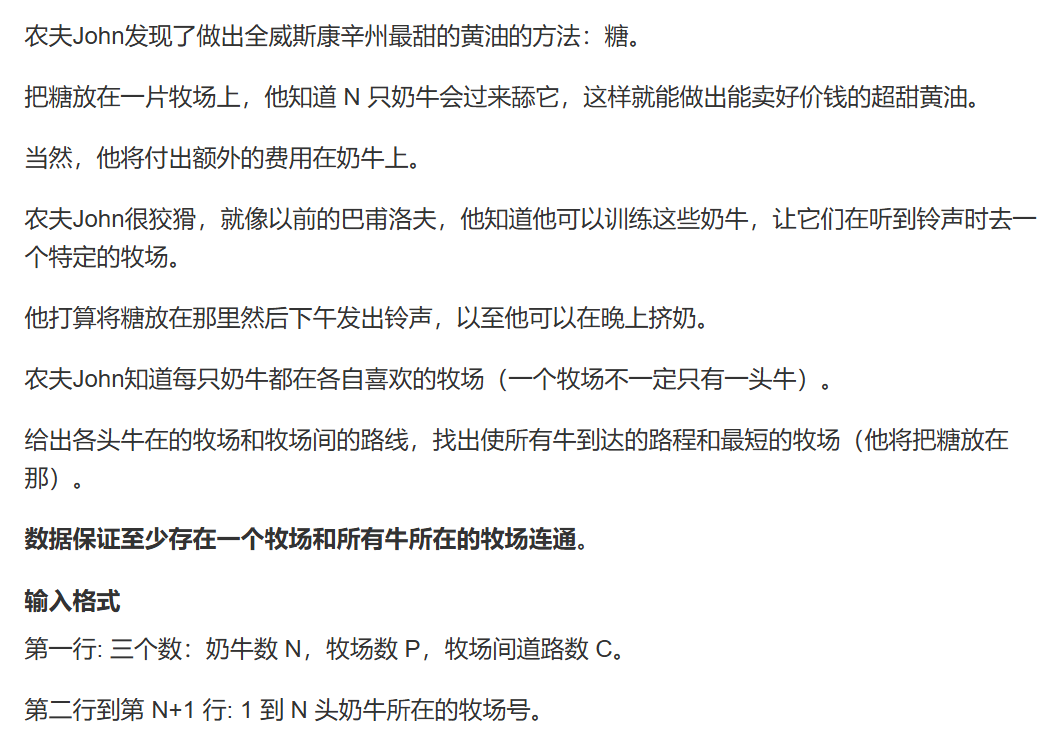 农夫John发现了做出全威斯康辛州最甜的黄油的方法：糖。
把糖放在一片牧场上，他知道 N 只奶牛会过来舔它，这样就能做出能卖好价钱的超甜黄油。
当然，他将付出额外的费用在奶牛上。
农夫John很狡猾，就像以前的巴甫洛夫，他知道他可以训练这些奶牛，让它们在听到铃声时去一
个特定的牧场。
他打算将糖放在那里然后下午发出铃声，以至他可以在晚上挤奶。
农夫John知道每只奶牛都在各自喜欢的牧场（一个牧场不一定只有一头牛）。
给出各头牛在的牧场和牧场间的路线，找出使所有牛到达的路程和最短的牧场（他将把糖放在
那）。
数据保证至少存在一个牧场和所有牛所在的牧场连通。
输入格式
第一行: 三个数：奶牛数 N，牧场数 P，牧场间道路数 C。
第二行到第 N+1 行: 1 到 N 头奶牛所在的牧场号。